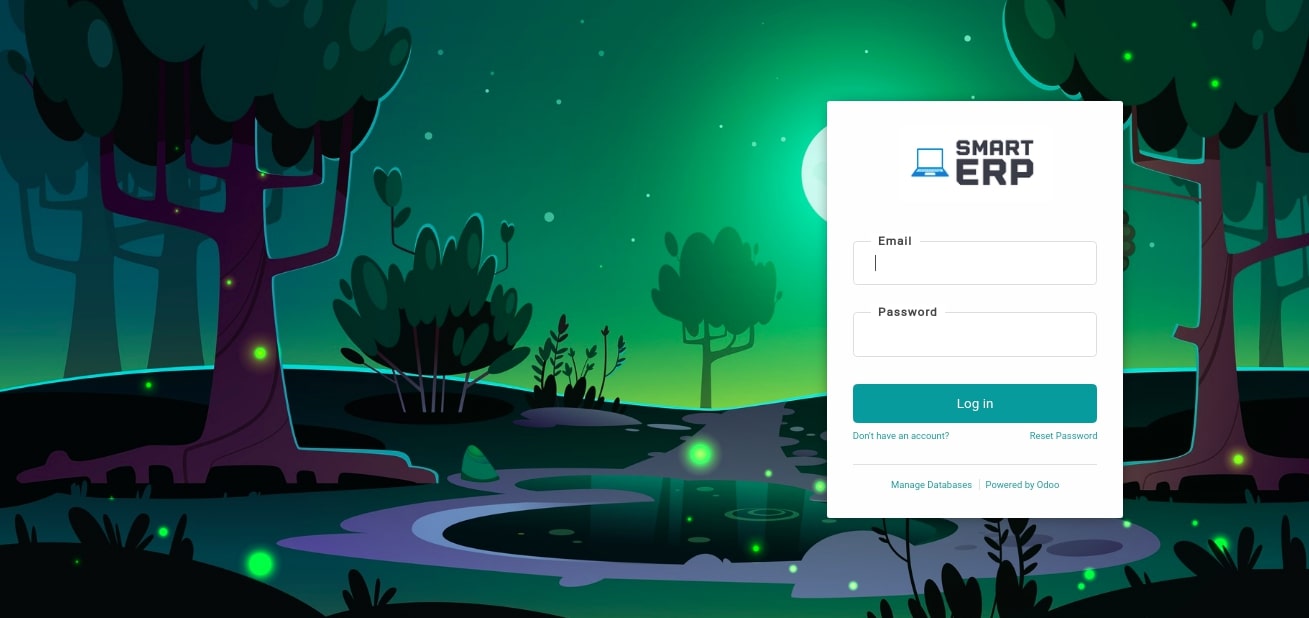 SMART
ERP
Email
Password
Log in
Don't have an account? Reset Password
Manage Databases Powered by Odoo